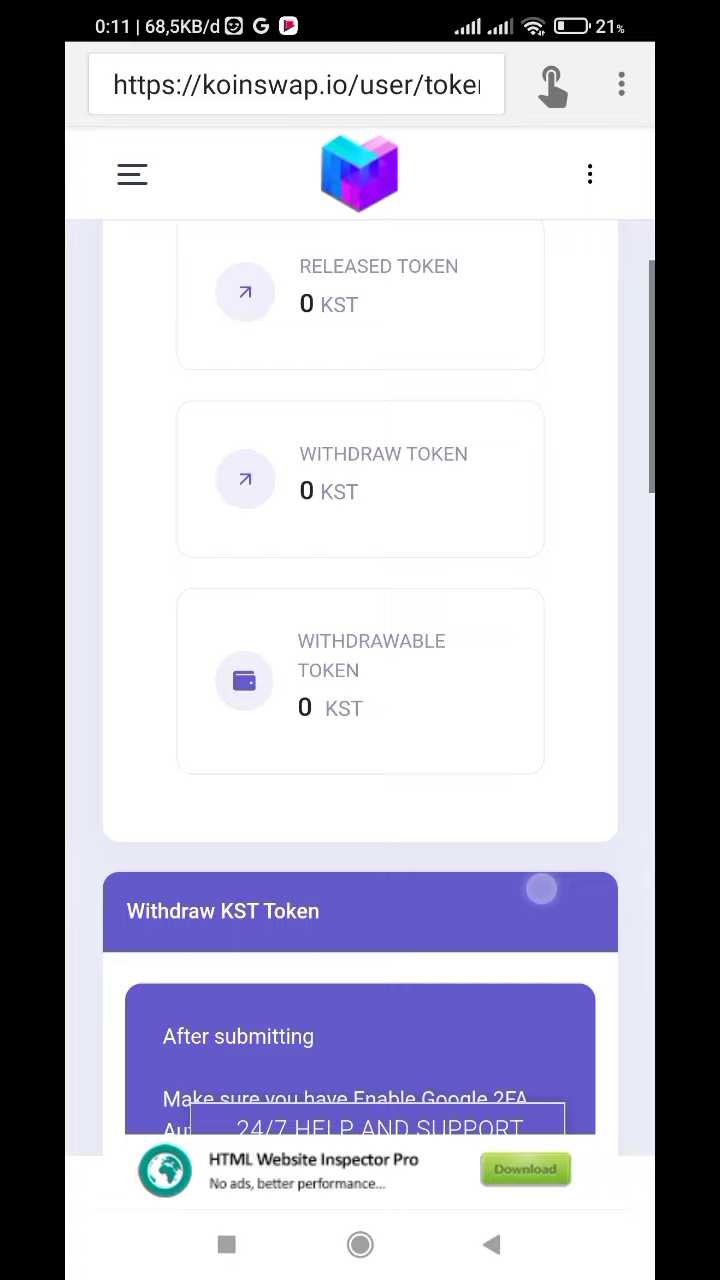 0:11 | 68,5KB/d G 21%
https://koinswap.io/user/toke
RELEASED TOKEN
0 KST
WITHDRAW TOKEN
0 KST
WITHDRAWABLE
TOKEN
0 KST
Withdraw KST Token
After submitting
Make sure you have Enable Google 2FA
24/7 HELP AND SUPPORT
HTML Website Inspector Pro
No ads, better performance...
Download